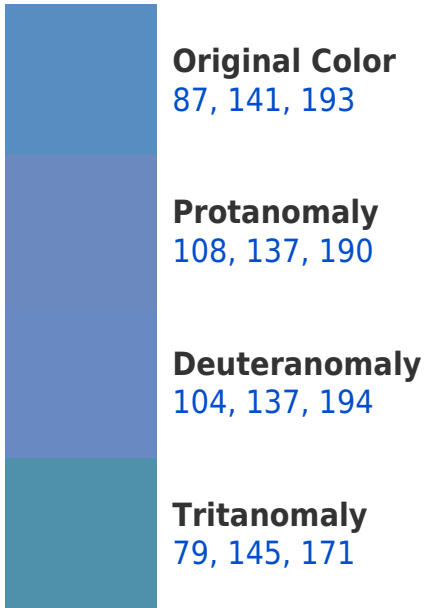 Original Color
87, 141, 193
Protanomaly
108, 137, 190
Deuteranomaly
104, 137, 194
Tritanomaly
79, 145, 171